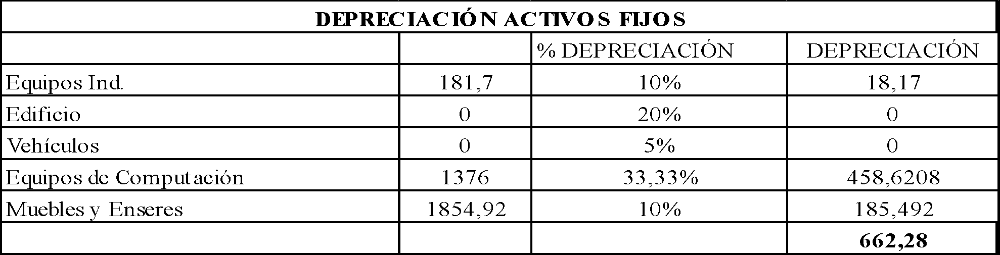 DEPRECIACIÓN ACTIVOS FIJOS
% DEPRECIACIÓN DEPRECIACIÓN
Equipos Ind. 181,7 10% 18,17
Edificio 0 20% 0
Vehículos 0 5% 0
Equipos de Computación 1376 33,33% 458,6208
Muebles y Enseres 1854,92 10% 185,492
662,28